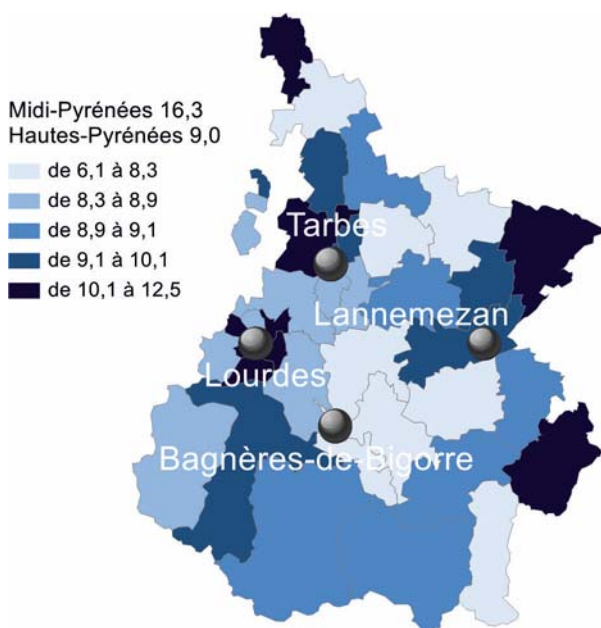 Midi-Pyrénées 16,3
Hautes-Pyrénées 9,0
de 6,1 à 8,3
de 8,3 à 8,9
de 8,9 à 9,1
de 9,1 à 10,1
de 10,1 à 12,5
Tarbes
Lannemezan
Lourdes
Bagnères-de-Bigorre